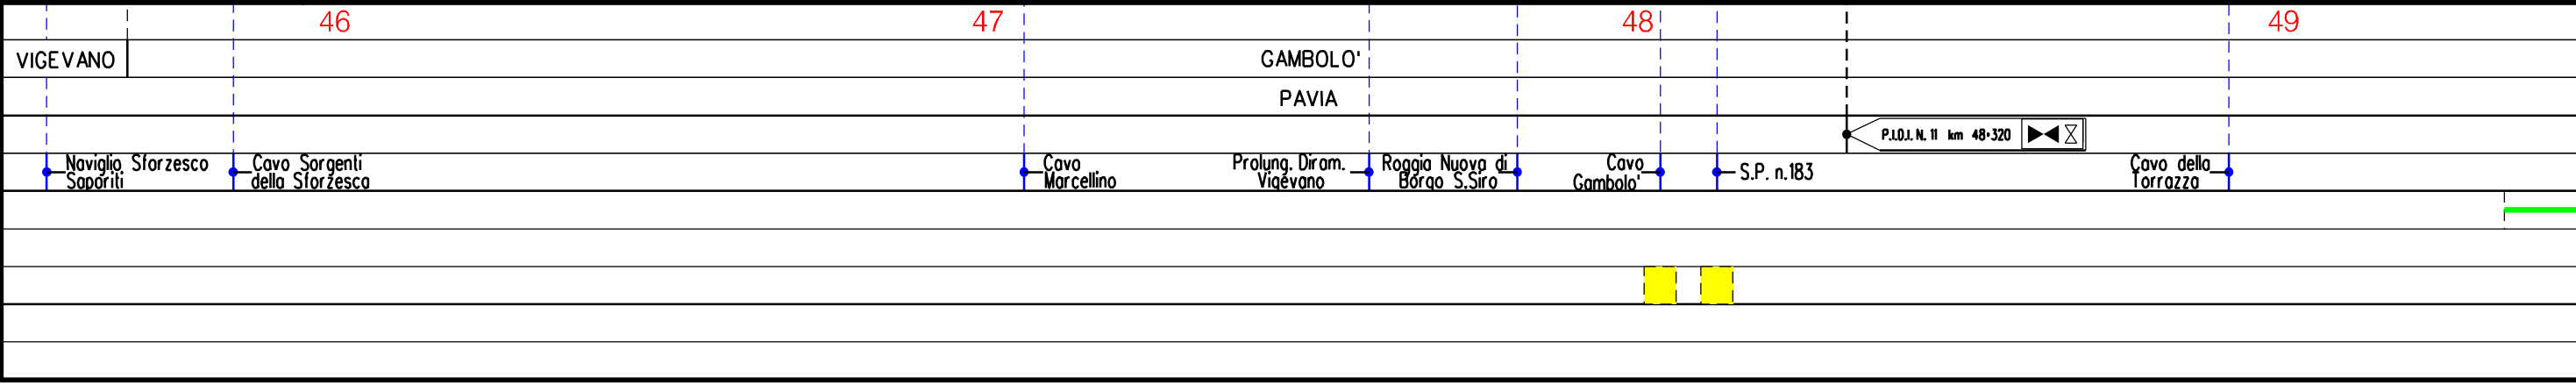 46 47 48 49
VIGEVANO GAMBOLO'
PAVIA
P.I.D.I. N. 11 km 48+320
Naviglio Sforzesco
Saporiti
Cavo Sorgenti
della Sforzesca
Cavo
Marcellino
Prolung. Diram.
Vigevano
Roggia Nuova di
Borgo S.Siro
Cavo
Gambolo'
S.P. n.183
Cavo della
Torrazza